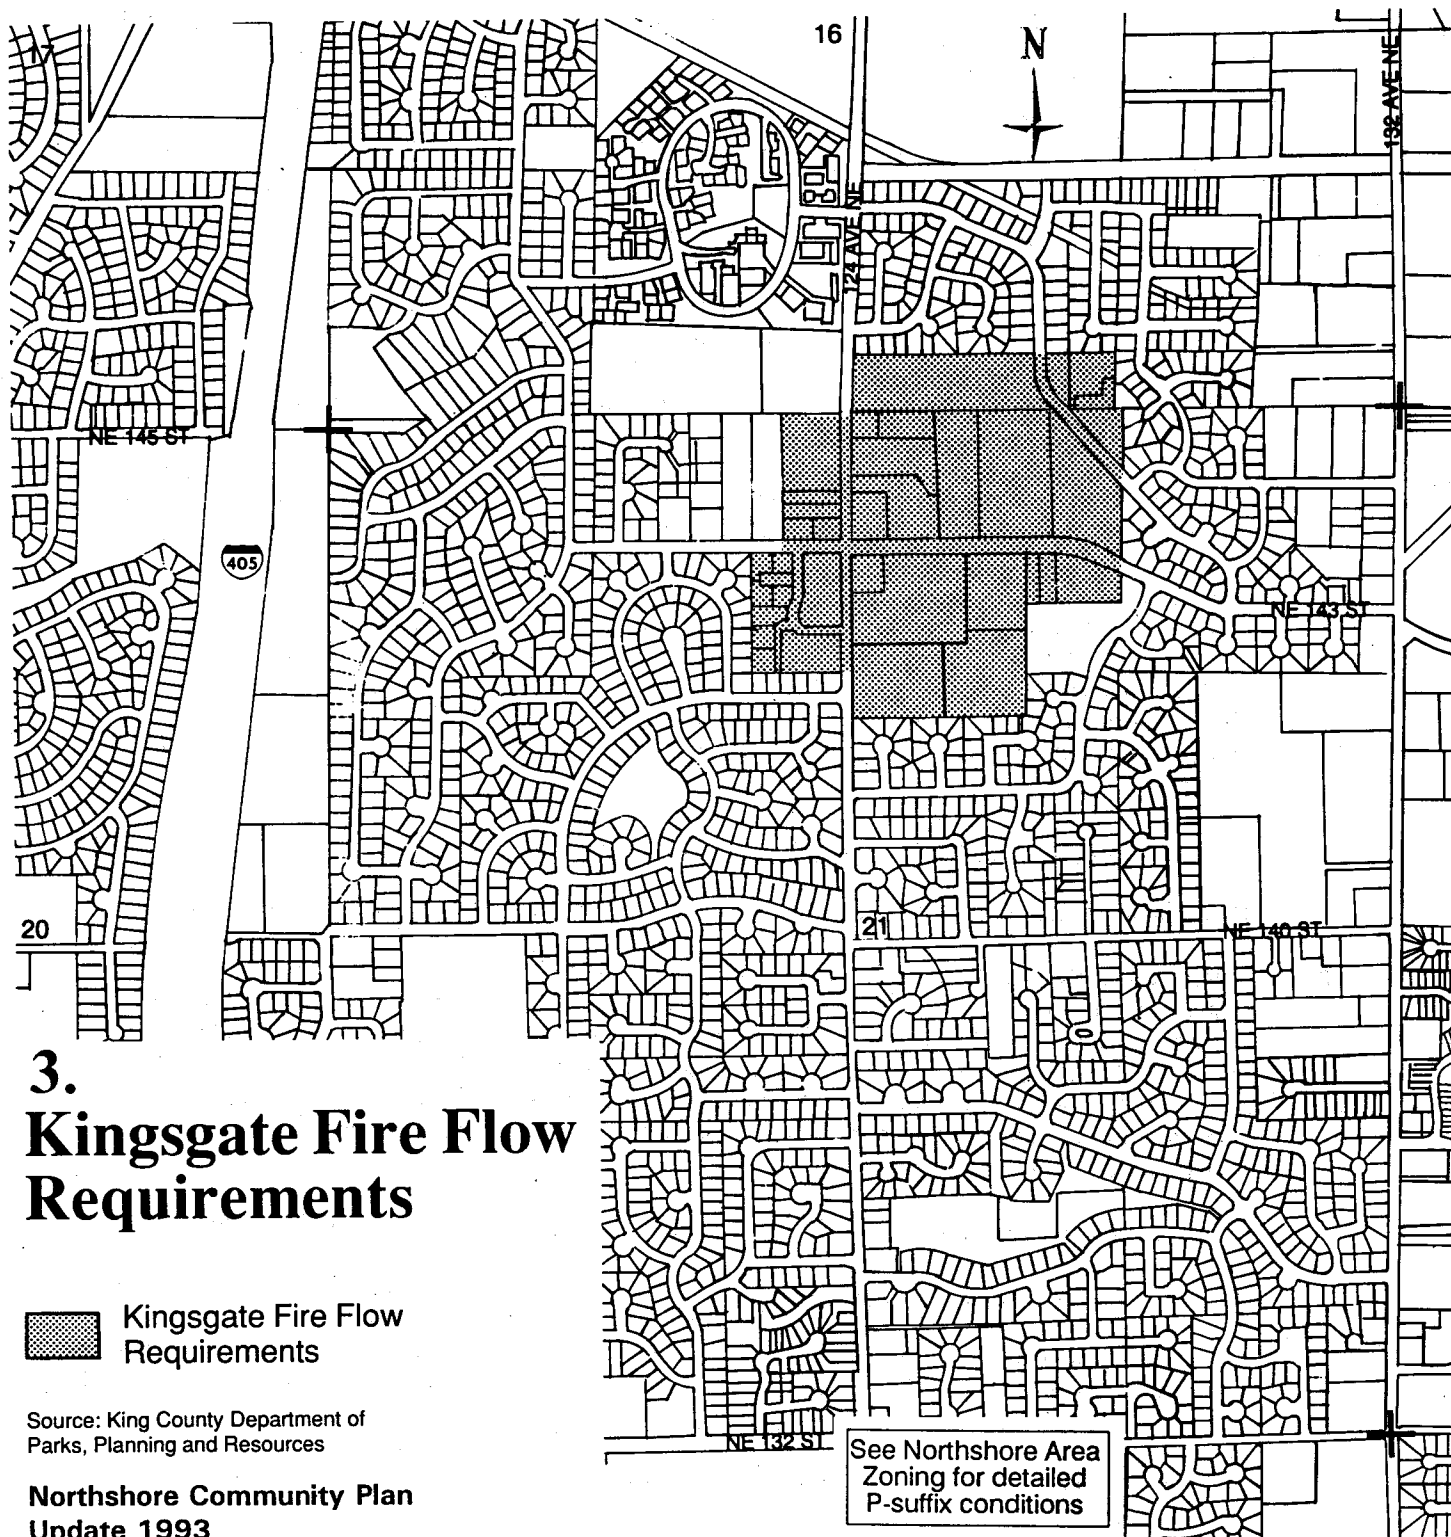 17
16
N
132 AVE NE
124 AVE NE
NE 145 ST
405
NE 143 ST
20
21
NE 140 ST
3.
Kingsgate Fire Flow
Requirements
Kingsgate Fire Flow
Requirements
Source: King County Department of
Parks, Planning and Resources
NE 132 ST
See Northshore Area
Zoning for detailed
P-suffix conditions
Northshore Community Plan
Update 1993